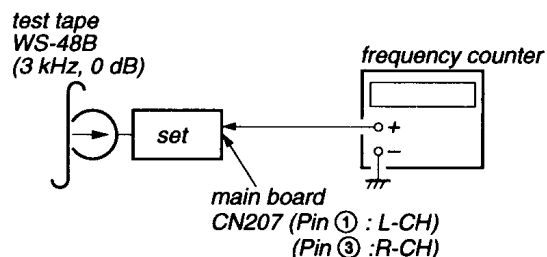 test tape
WS-48B
(3 kHz, 0 dB)
frequency counter
set
+
−
main board
CN207 (Pin ① : L-CH)
(Pin ③ :R-CH)